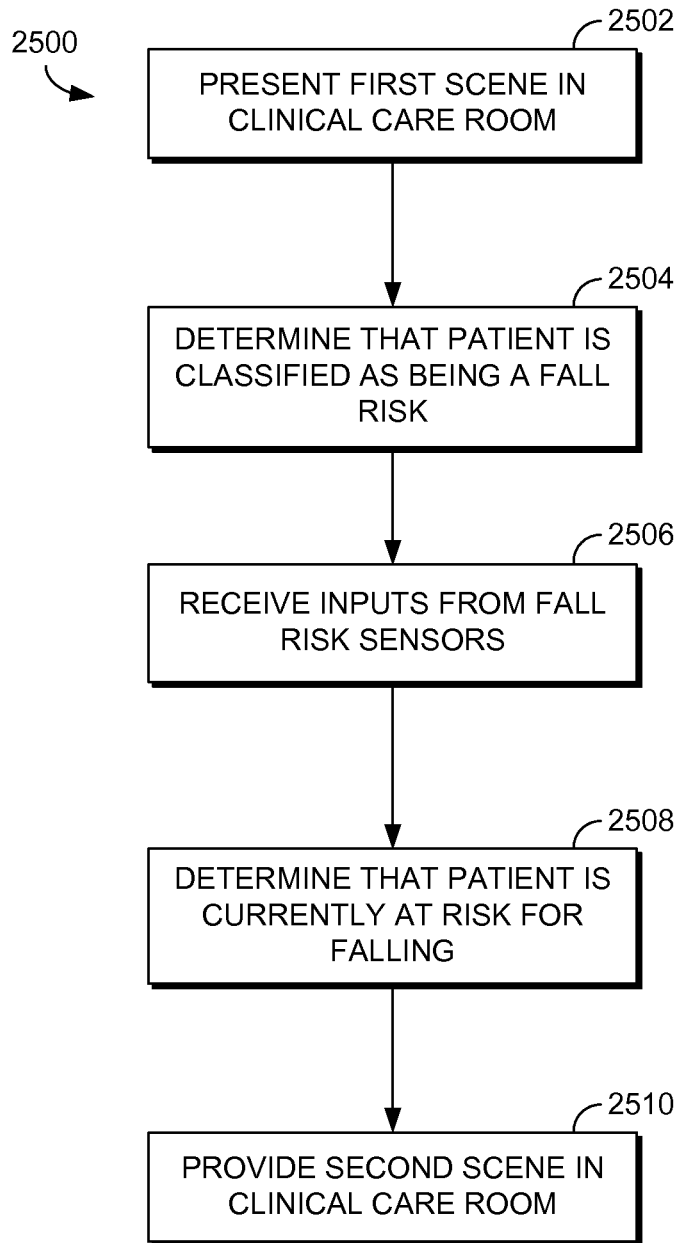 2500
2502
PRESENT FIRST SCENE IN
CLINICAL CARE ROOM
2504
DETERMINE THAT PATIENT IS
CLASSIFIED AS BEING A FALL
RISK
2506
RECEIVE INPUTS FROM FALL
RISK SENSORS
2508
DETERMINE THAT PATIENT IS
CURRENTLY AT RISK FOR
FALLING
2510
PROVIDE SECOND SCENE IN
CLINICAL CARE ROOM